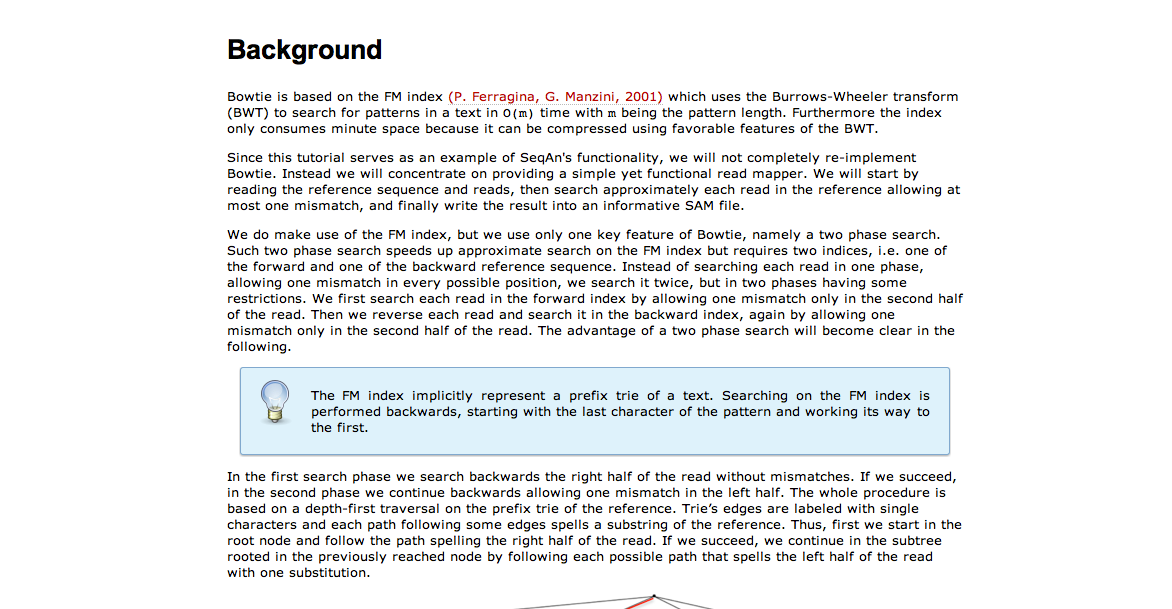 Background
Bowtie is based on the FM index (P. Ferragina, G. Manzini, 2001) which uses the Burrows-Wheeler transform
(BWT) to search for patterns in a text in O(m) time with m being the pattern length. Furthermore the index
only consumes minute space because it can be compressed using favorable features of the BWT.
Since this tutorial serves as an example of SeqAn's functionality, we will not completely re-implement
Bowtie. Instead we will concentrate on providing a simple yet functional read mapper. We will start by
reading the reference sequence and reads, then search approximately each read in the reference allowing at
most one mismatch, and finally write the result into an informative SAM file.
We do make use of the FM index, but we use only one key feature of Bowtie, namely a two phase search.
Such two phase search speeds up approximate search on the FM index but requires two indices, i.e. one of
the forward and one of the backward reference sequence. Instead of searching each read in one phase,
allowing one mismatch in every possible position, we search it twice, but in two phases having some
restrictions. We first search each read in the forward index by allowing one mismatch only in the second half
of the read. Then we reverse each read and search it in the backward index, again by allowing one
mismatch only in the second half of the read. The advantage of a two phase search will become clear in the
following.
The FM index implicitly represent a prefix trie of a text. Searching on the FM index is
performed backwards, starting with the last character of the pattern and working its way to
the first.
In the first search phase we search backwards the right half of the read without mismatches. If we succeed,
in the second phase we continue backwards allowing one mismatch in the left half. The whole procedure is
based on a depth-first traversal on the prefix trie of the reference. Trie’s edges are labeled with single
characters and each path following some edges spells a substring of the reference. Thus, first we start in the
root node and follow the path spelling the right half of the read. If we succeed, we continue in the subtree
rooted in the previously reached node by following each possible path that spells the left half of the read
with one substitution.